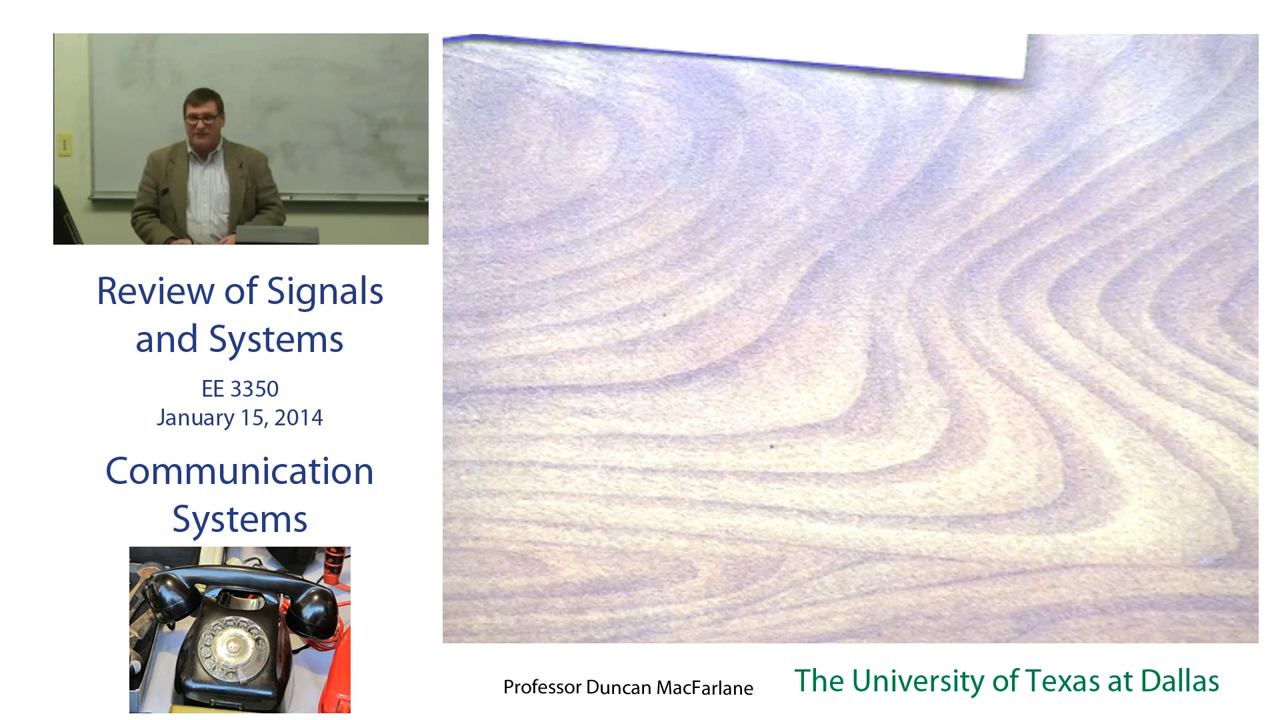 Review of Signals
and Systems
EE 3350
January 15, 2014
Communication
Systems
Professor Duncan MacFarlane
The University of Texas at Dallas